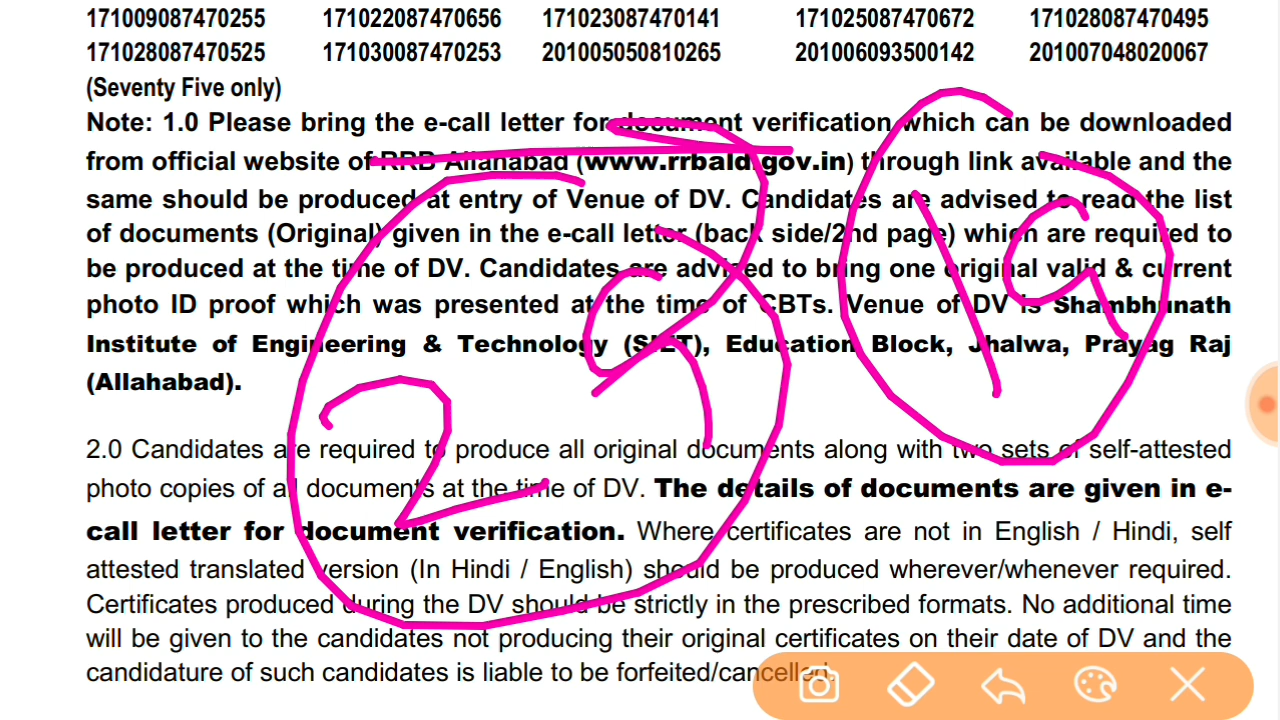 171009087470255 171022087470656 171023087470141 171025087470672 171028087470495
171028087470525 171030087470253 201005050810265 201006093500142 201007048020067
(Seventy Five only)
Note: 1.0 Please bring the e-call letter for document verification which can be downloaded
from official website of RRB Allahabad (www.rrbald.gov.in) through link available and the
same should be produced at entry of Venue of DV. Candidates are advised to read the list
of documents (Original) given in the e-call letter (back side/2nd page) which are required to
be produced at the time of DV. Candidates are advised to bring one original valid & current
photo ID proof which was presented at the time of CBTs. Venue of DV is Shambhunath
Institute of Engineering & Technology (SIET), Education Block, Jhalwa, Prayag Raj
(Allahabad).
2.0 Candidates are required to produce all original documents along with two sets of self-attested
photo copies of all documents at the time of DV. The details of documents are given in e-
call letter for document verification. Where certificates are not in English / Hindi, self
attested translated version (In Hindi / English) should be produced wherever/whenever required.
Certificates produced during the DV should be strictly in the prescribed formats. No additional time
will be given to the candidates not producing their original certificates on their date of DV and the
candidature of such candidates is liable to be forfeited/cancelled.